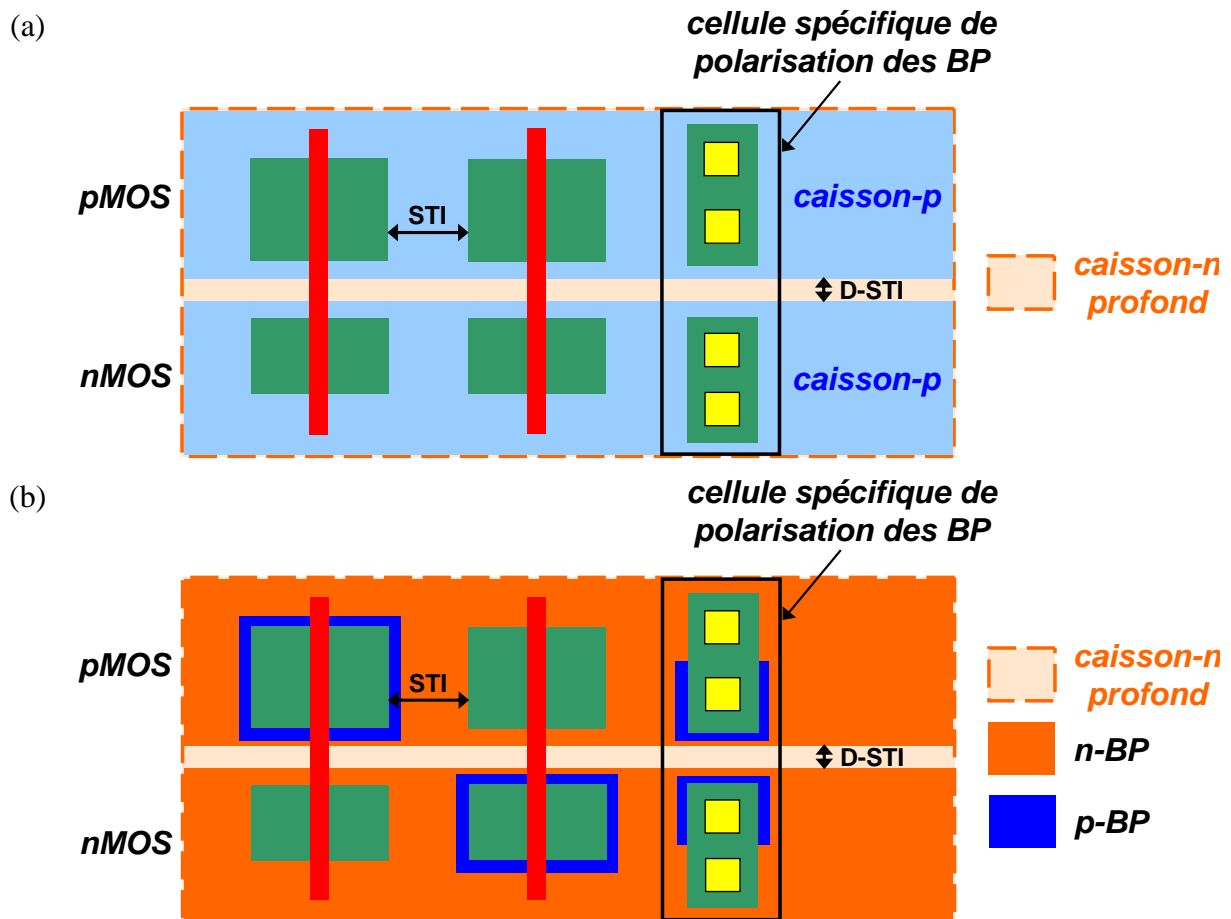 (a)
cellule spécifique de
polarisation des BP
pMOS
STI
caisson-p
D-STI
nMOS
caisson-p
caisson-n
profond
(b)
cellule spécifique de
polarisation des BP
pMOS
STI
D-STI
nMOS
caisson-n
profond
n-BP
p-BP